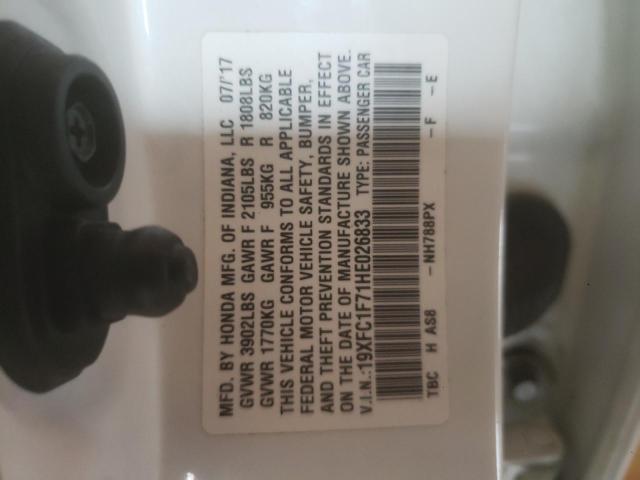 MFD. BY HONDA MFG. OF INDIANA, LLC 07/'17
GVWR 3902LBS GAWR F 2105LBS R 1808LBS
GVWR 1770KG GAWR F 955KG R 820KG
THIS VEHICLE CONFORMS TO ALL APPLICABLE
FEDERAL MOTOR VEHICLE SAFETY, BUMPER,
AND THEFT PREVENTION STANDARDS IN EFFECT
ON THE DATE OF MANUFACTURE SHOWN ABOVE.
V.I.N.:19XFC1F71HE026833 TYPE: PASSENGER CAR
TBC H AS8 -NH788PX -F -E